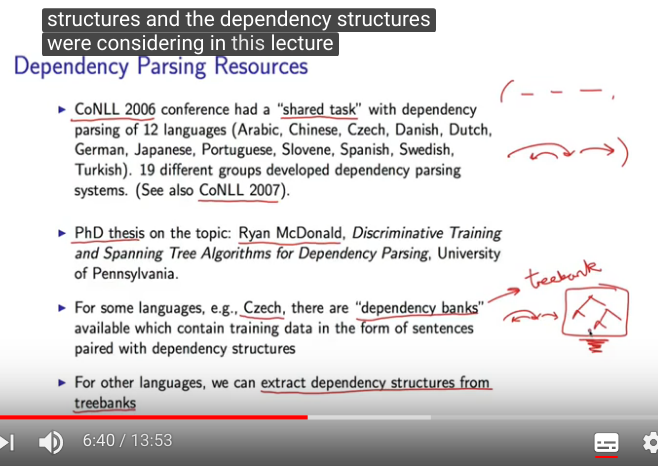 structures and the dependency structures
were considering in this lecture
Dependency Parsing Resources
▶ CoNLL 2006 conference had a "shared task" with dependency
parsing of 12 languages (Arabic, Chinese, Czech, Danish, Dutch,
German, Japanese, Portuguese, Slovene, Spanish, Swedish,
Turkish). 19 different groups developed dependency parsing
systems. (See also CoNLL 2007).
▶ PhD thesis on the topic: Ryan McDonald, Discriminative Training
and Spanning Tree Algorithms for Dependency Parsing, University
of Pennsylvania.
treebank
▶ For some languages, e.g., Czech, there are "dependency banks"
available which contain training data in the form of sentences
paired with dependency structures
▶ For other languages, we can extract dependency structures from
treebanks
6:40 / 13:53